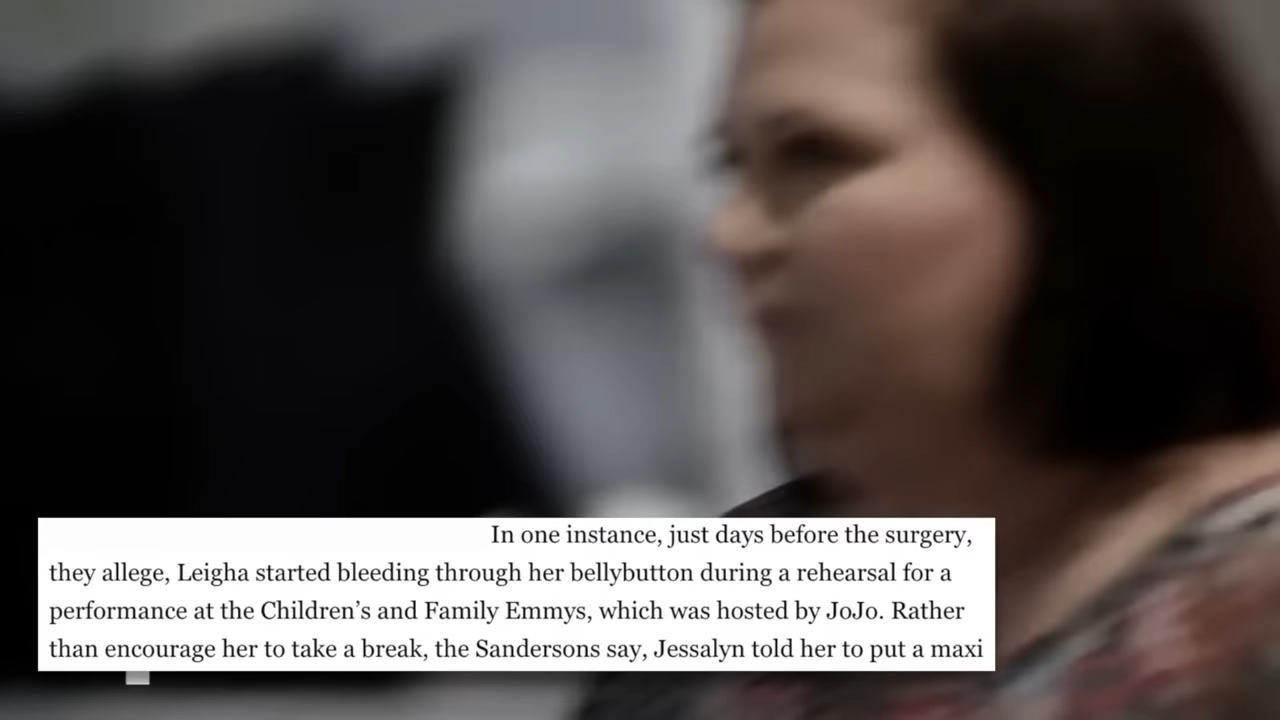 In one instance, just days before the surgery,
they allege, Leigha started bleeding through her bellybutton during a rehearsal for a
performance at the Children’s and Family Emmys, which was hosted by JoJo. Rather
than encourage her to take a break, the Sandersons say, Jessalyn told her to put a maxi